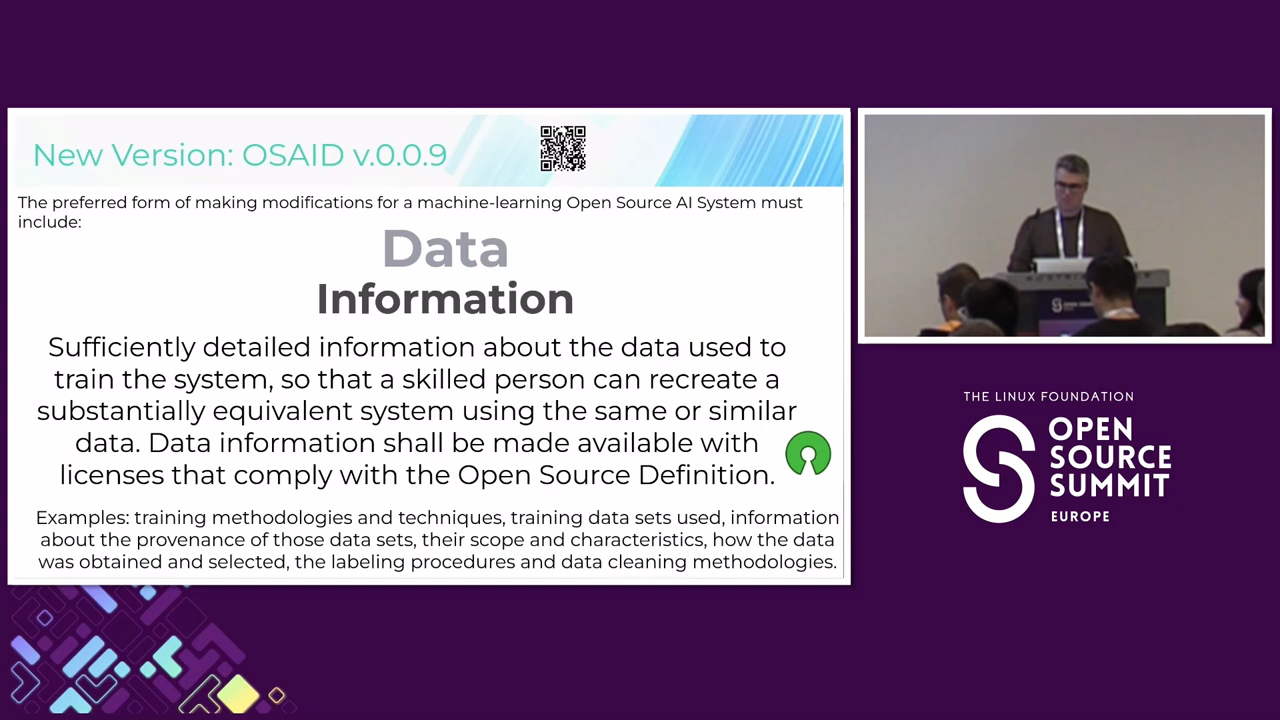 New Version: OSAID v.0.0.9
The preferred form of making modifications for a machine-learning Open Source AI System must
include:
Data
Information
Sufficiently detailed information about the data used to
train the system, so that a skilled person can recreate a
substantially equivalent system using the same or similar
data. Data information shall be made available with
licenses that comply with the Open Source Definition.
Examples: training methodologies and techniques, training data sets used, information
about the provenance of those data sets, their scope and characteristics, how the data
was obtained and selected, the labeling procedures and data cleaning methodologies.
THE LINUX FOUNDATION
OPEN
SOURCE
SUMMIT
EUROPE